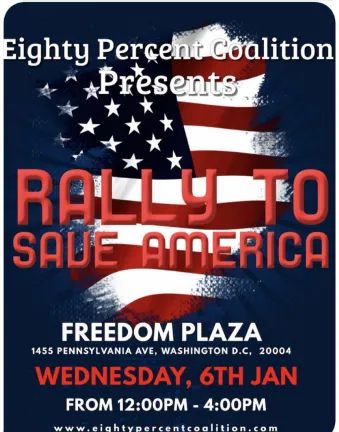 Eighty Percent Coalition
Presents
RALLY TO
SAVE AMERICA
FREEDOM PLAZA
1455 PENNSYLVANIA AVE, WASHINGTON D.C, 20004
WEDNESDAY, 6TH JAN
FROM 12:00PM - 4:00PM
www.eightypercentcoalition.com